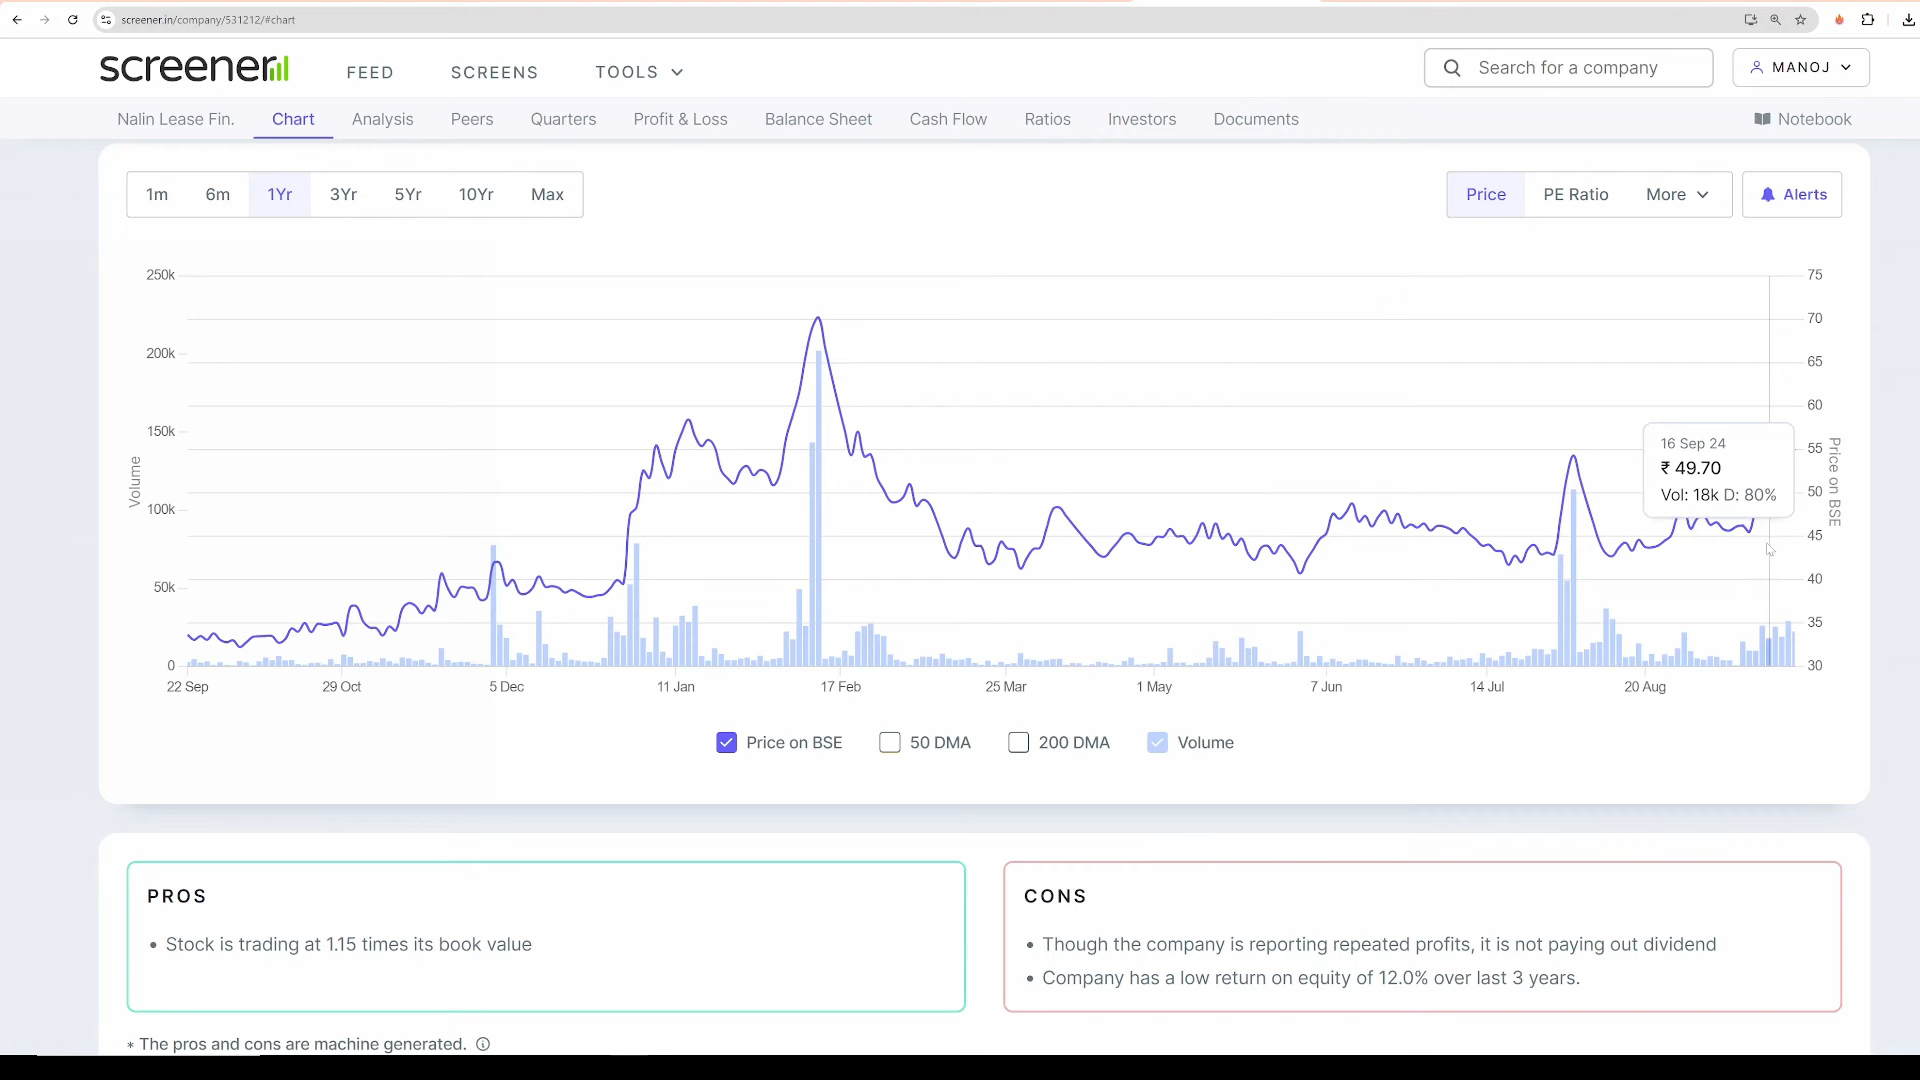 screener.in/company/531212/#chart
screener
FEED
SCREENS
TOOLS
Search for a company
MANOJ
Nalin Lease Fin.
Chart
Analysis
Peers
Quarters
Profit & Loss
Balance Sheet
Cash Flow
Ratios
Investors
Documents
Notebook
1m
6m
1Yr
3Yr
5Yr
10Yr
Max
Price
PE Ratio
More
Alerts
250k
200k
150k
100k
50k
0
Volume
75
70
65
60
55
50
45
40
35
30
Price on BSE
16 Sep 24
₹ 49.70
Vol: 18k D: 80%
22 Sep
29 Oct
5 Dec
11 Jan
17 Feb
25 Mar
1 May
7 Jun
14 Jul
20 Aug
Price on BSE
50 DMA
200 DMA
Volume
PROS
• Stock is trading at 1.15 times its book value
CONS
• Though the company is reporting repeated profits, it is not paying out dividend
• Company has a low return on equity of 12.0% over last 3 years.
* The pros and cons are machine generated.